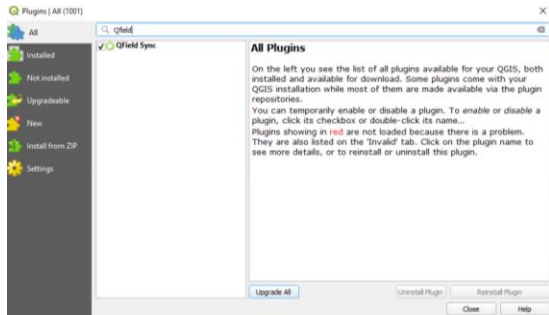 Plugins | All (1001)
All
Installed
Not installed
Upgradeable
New
Install from ZIP
Settings
Qfield
QField Sync
All Plugins
On the left you see the list of all plugins available for your QGIS, both
installed and available for download. Some plugins come with your
QGIS installation while most of them are made available via the plugin
repositories.
You can temporarily enable or disable a plugin. To enable or disable a
plugin, click its checkbox or double-click its name...
Plugins showing in red are not loaded because there is a problem.
They are also listed on the 'Invalid' tab. Click on the plugin name to
see more details, or to reinstall or uninstall this plugin.
Upgrade All
Uninstall Plugin
Reinstall Plugin
Close
Help